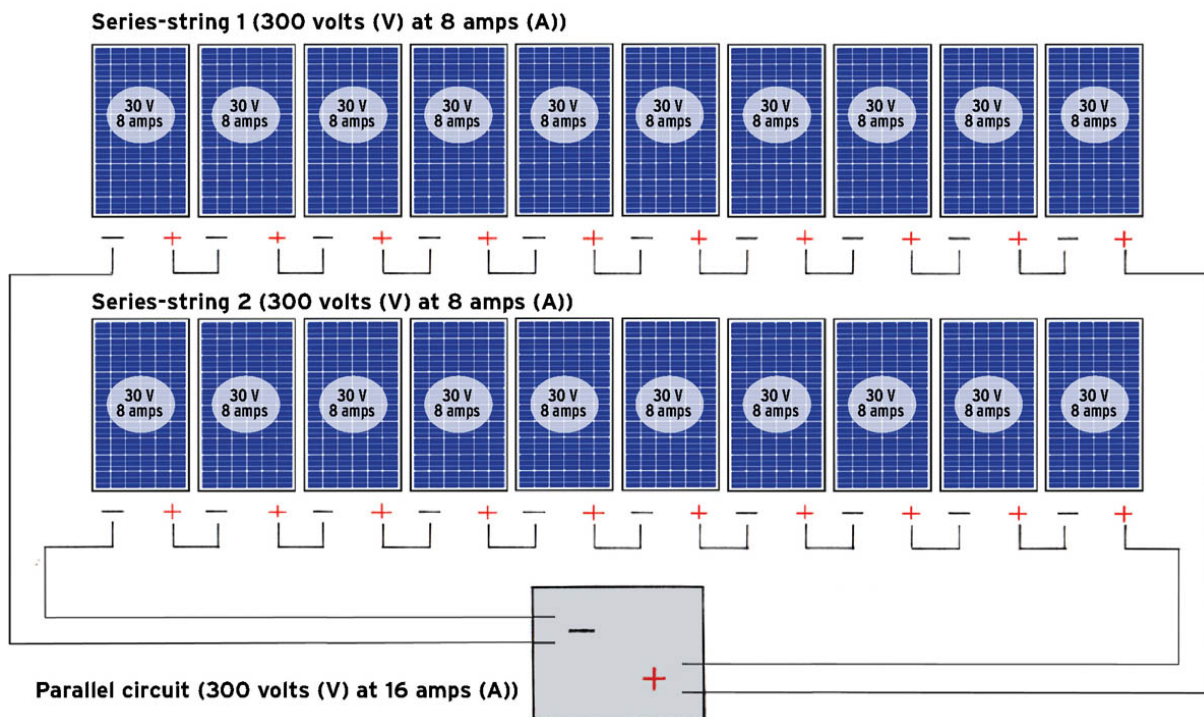 Series-string 1 (300 volts (V) at 8 amps (A))
30 V 30 V 30 V 30 V 30 V 30 V 30 V 30 V 30 V 30 V
8 amps 8 amps 8 amps 8 amps 8 amps 8 amps 8 amps 8 amps 8 amps 8 amps
− + − + − + − + − + − + − + − + − + − +
Series-string 2 (300 volts (V) at 8 amps (A))
30 V 30 V 30 V 30 V 30 V 30 V 30 V 30 V 30 V 30 V
8 amps 8 amps 8 amps 8 amps 8 amps 8 amps 8 amps 8 amps 8 amps 8 amps
− + − + − + − + − + − + − + − + − + − +
−
+
Parallel circuit (300 volts (V) at 16 amps (A))